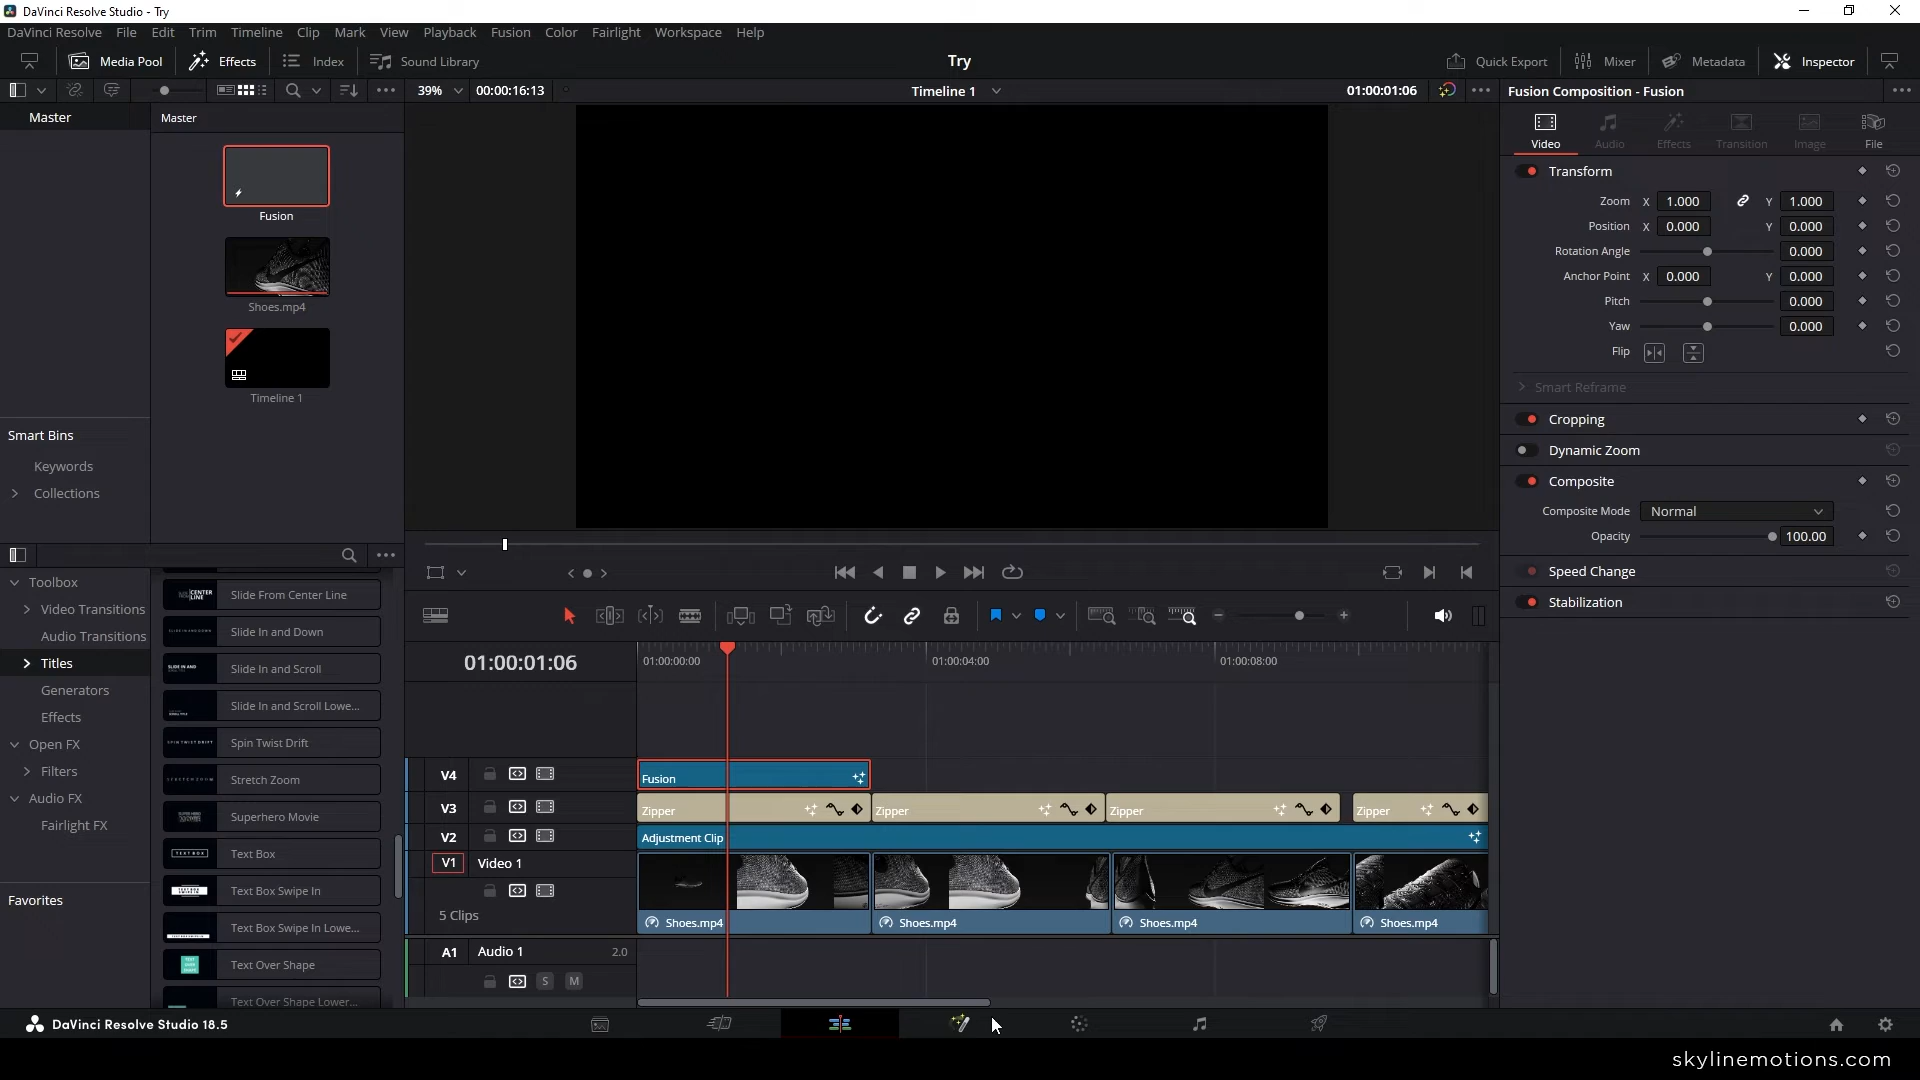 DaVinci Resolve Studio - Try
DaVinci Resolve File Edit Trim Timeline Clip Mark View Playback Fusion Color Fairlight Workspace Help
Media Pool Effects Index Sound Library Try Quick Export Mixer Metadata Inspector
39% 00:00:16:13 Timeline 1 01:00:01:06 Fusion Composition - Fusion
Master Master
Fusion
Shoes.mp4
Timeline 1
Smart Bins
Keywords
Collections
Video Audio Effects Transition Image File
Transform
Zoom X 1.000 Y 1.000
Position X 0.000 Y 0.000
Rotation Angle 0.000
Anchor Point X 0.000 Y 0.000
Pitch 0.000
Yaw 0.000
Flip
Smart Reframe
Cropping
Dynamic Zoom
Composite
Composite Mode Normal
Opacity 100.00
Speed Change
Stabilization
Toolbox
Video Transitions
Audio Transitions
Titles
Generators
Effects
Open FX
Filters
Audio FX
Fairlight FX
Favorites
Slide From Center Line
Slide In and Down
Slide In and Scroll
Slide In and Scroll Lowe...
Spin Twist Drift
Stretch Zoom
Superhero Movie
Text Box
Text Box Swipe In
Text Box Swipe In Lowe...
Text Over Shape
Text Over Shape Lower...
01:00:01:06 01:00:00:00 01:00:04:00 01:00:08:00
V4 Fusion
V3 Zipper Zipper Zipper Zipper
V2 Adjustment Clip
V1 Video 1
5 Clips Shoes.mp4 Shoes.mp4 Shoes.mp4 Shoes.mp4
A1 Audio 1 2.0
S M
DaVinci Resolve Studio 18.5
skylinemotions.com